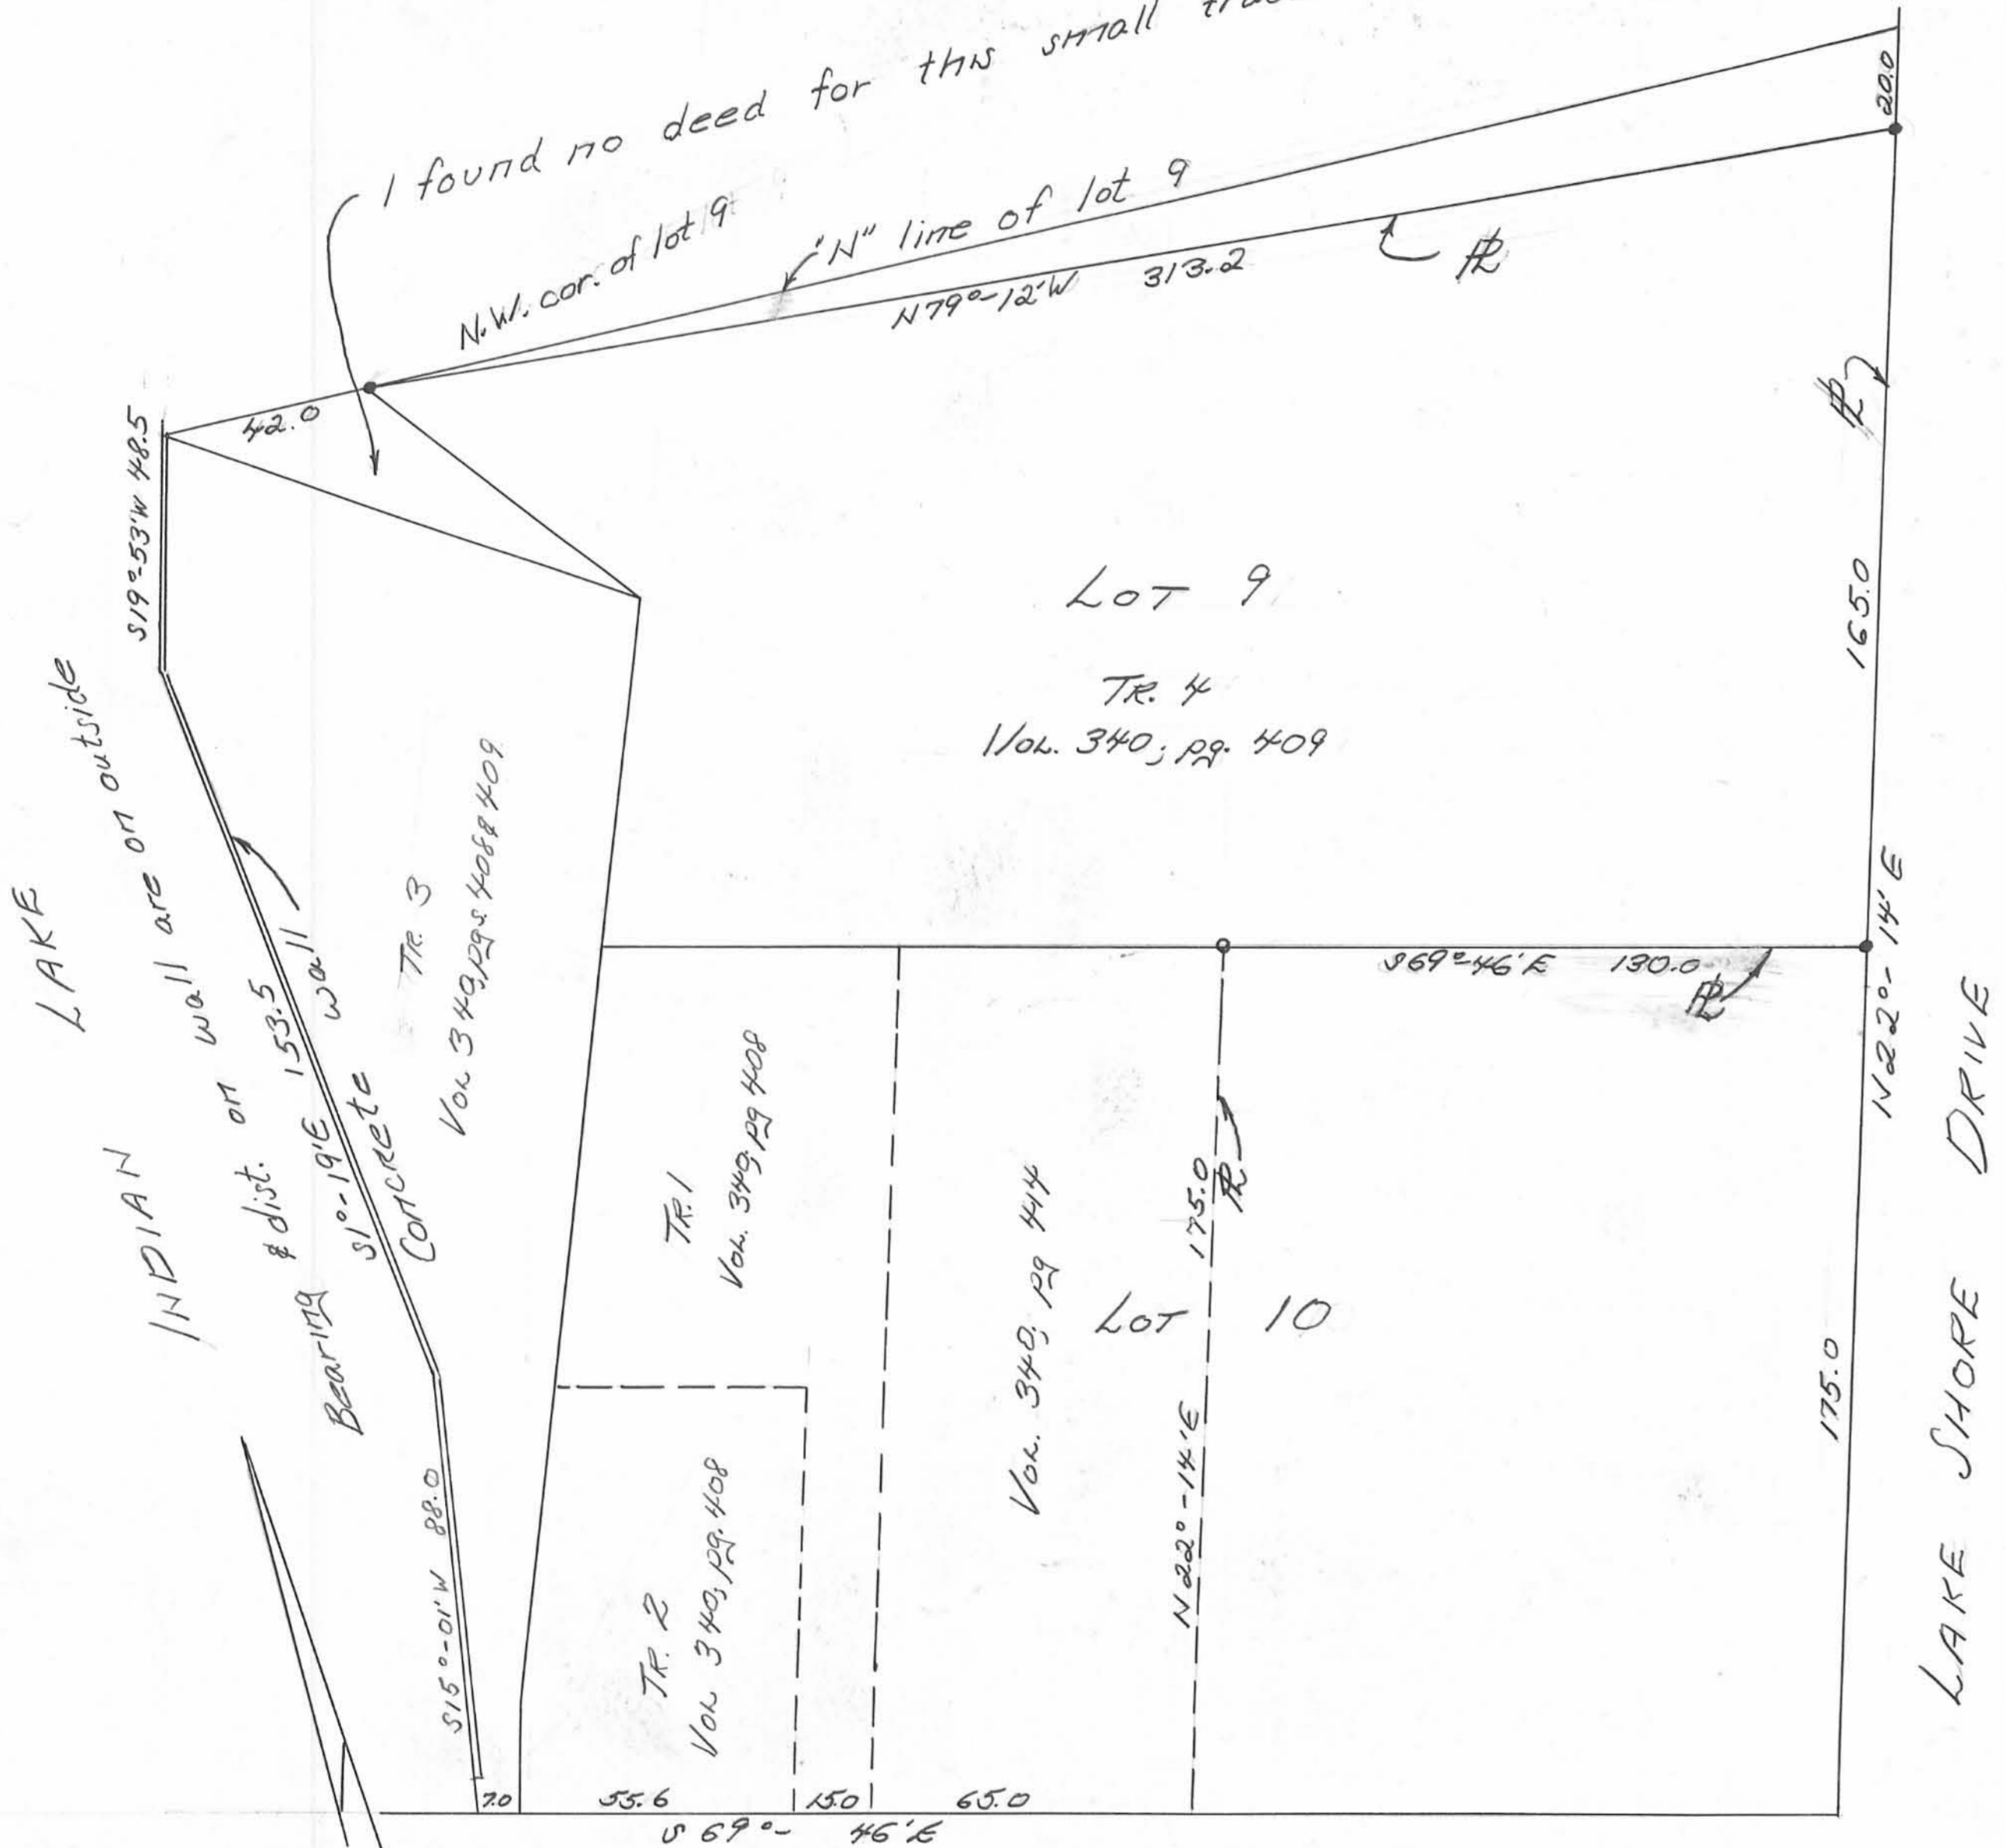 I found no deed for this small
N.W. cor. of lot 9
"N" line of lot 9
N79°-12'W 313.2
PL
20.0
PL
42.0
S19°-53'W 48.5
165.0
LOT 9
TR. 4
VOL. 340; pg. 409
INDIAN LAKE
Bearing & dist. on wall are on outside
S1°-19'E 153.5
Concrete wall
TR. 3
VOL 340; pgs. 408 & 409
S69°-46'E 130.0
PL
N22°-14'E
TR. 1
VOL. 340; pg 408
VOL. 340; pg 414
N22°-14'E 175.0
PL
LOT 10
175.0
LAKE SHORE DRIVE
S15°-01'W 88.0
TR. 2
VOL 340; pg. 408
7.0
55.6
15.0
65.0
S 69°- 46'E